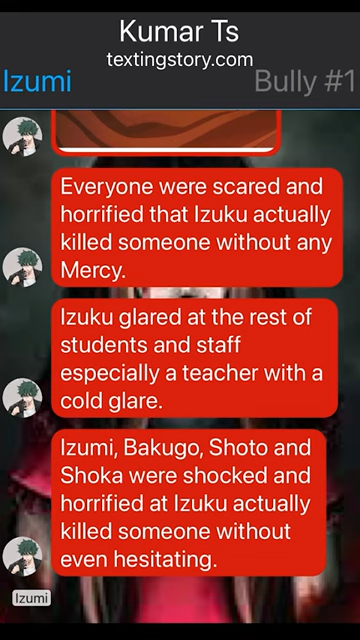 Kumar Ts
textingstory.com
Izumi
Bully #1
Everyone were scared and
horrified that Izuku actually
killed someone without any
Mercy.
Izuku glared at the rest of
students and staff
especially a teacher with a
cold glare.
Izumi, Bakugo, Shoto and
Shoka were shocked and
horrified at Izuku actually
killed someone without
even hesitating.
Izumi